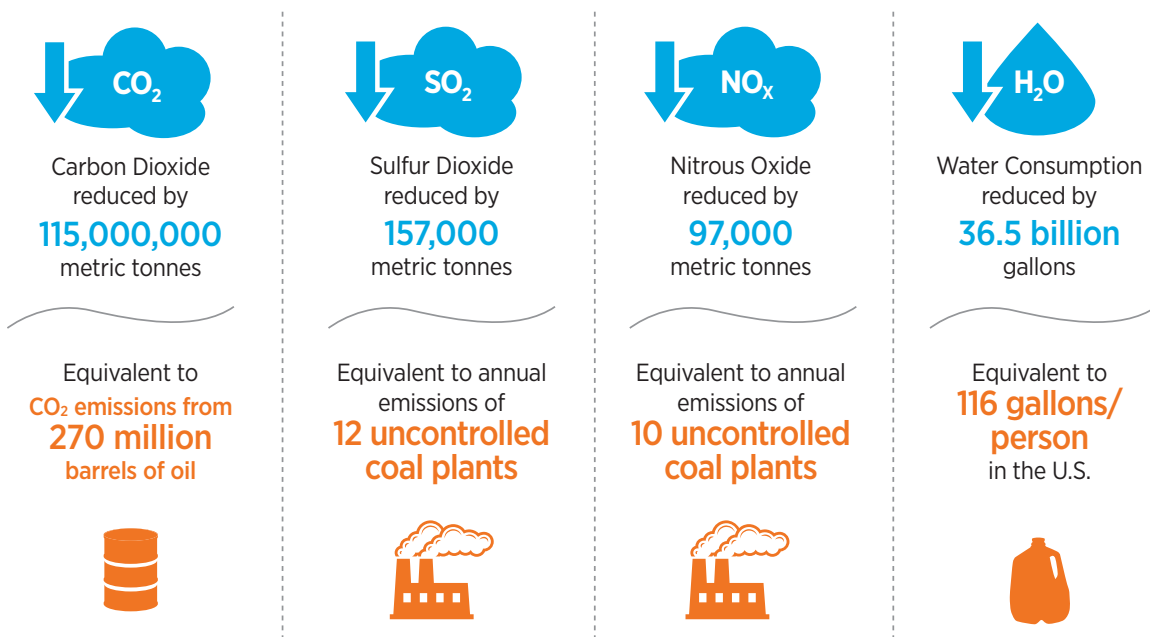 CO₂
Carbon Dioxide
reduced by
115,000,000
metric tonnes
Equivalent to
CO₂ emissions from
270 million
barrels of oil
SO₂
Sulfur Dioxide
reduced by
157,000
metric tonnes
Equivalent to annual
emissions of
12 uncontrolled
coal plants
NOₓ
Nitrous Oxide
reduced by
97,000
metric tonnes
Equivalent to annual
emissions of
10 uncontrolled
coal plants
H₂O
Water Consumption
reduced by
36.5 billion
gallons
Equivalent to
116 gallons/
person
in the U.S.